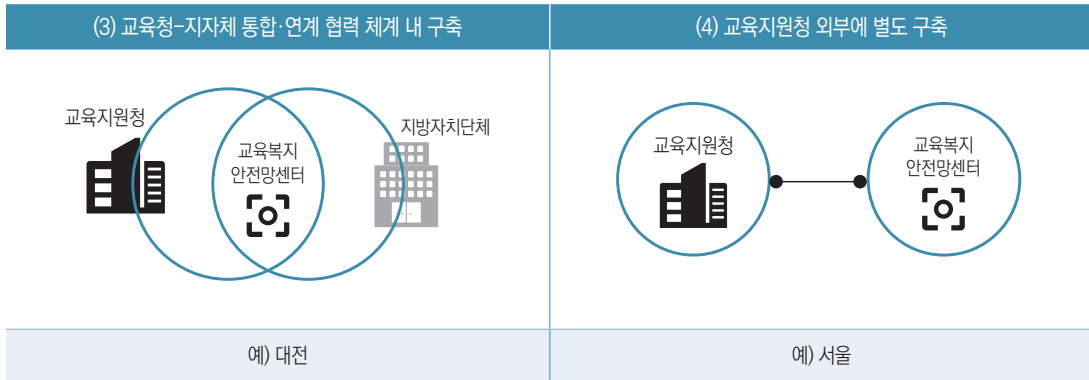 (3) 교육청-지자체 통합·연계 협력 체계 내 구축
(4) 교육지원청 외부에 별도 구축
교육지원청
지방자치단체
교육복지
안전망센터
교육지원청
교육복지
안전망센터
예) 대전
예) 서울